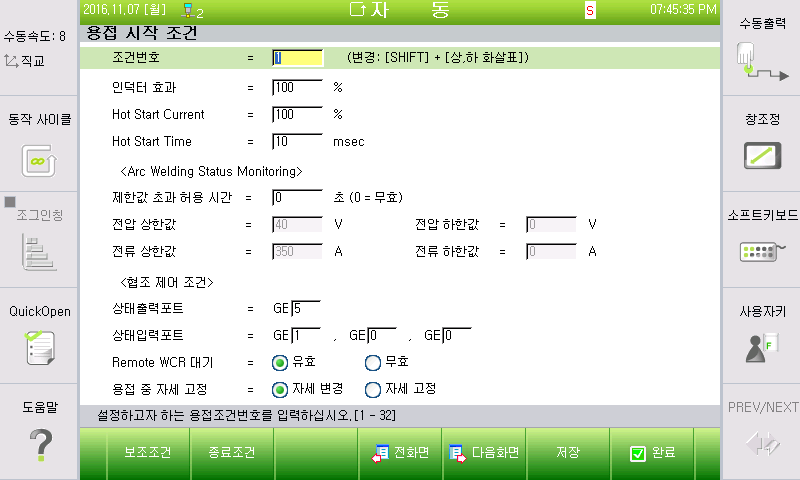 2016.11.07 [월] 2 자 동 S 07:45:35 PM
수동속도: 8
직교
동작 사이클
조그인칭
QuickOpen
도움말
용접 시작 조건
조건번호 = 1 (변경: [SHIFT] + [상,하 화살표])
인덕터 효과 = 100 %
Hot Start Current = 100 %
Hot Start Time = 10 msec
<Arc Welding Status Monitoring>
제한값 초과 허용 시간 = 0 초 (0 = 무효)
전압 상한값 = 40 V 전압 하한값 = 0 V
전류 상한값 = 350 A 전류 하한값 = 0 A
<협조 제어 조건>
상태출력포트 = GE 5
상태입력포트 = GE 1 , GE 0 , GE 0
Remote WCR 대기 = 유효 무효
용접 중 자세 고정 = 자세 변경 자세 고정
설정하고자 하는 용접조건번호를 입력하십시오.[1 - 32]
보조조건 종료조건 전화면 다음화면 저장 완료
수동출력
창조정
소프트키보드
사용자키
F
PREV/NEXT